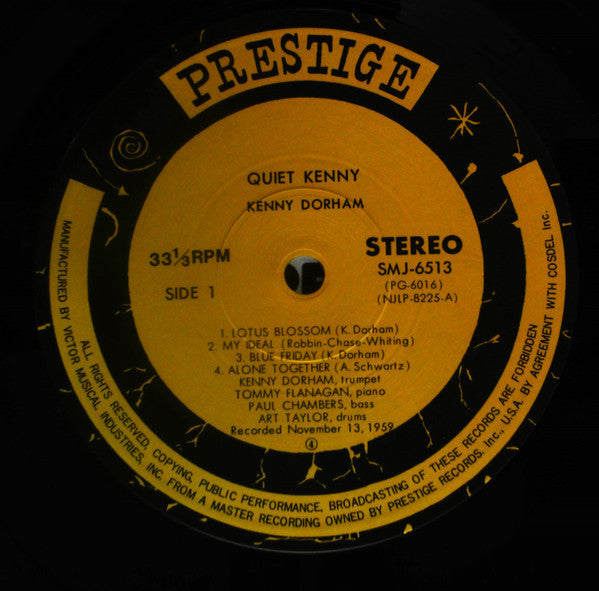 PRESTIGE
QUIET KENNY
KENNY DORHAM
33⅓RPM
STEREO
SMJ-6513
SIDE 1
(PG-6016)
(NJLP-8225-A)
1. LOTUS BLOSSOM (K. Dorham)
2. MY IDEAL (Robbin-Chase-Whiting)
3. BLUE FRIDAY (K. Dorham)
4. ALONE TOGETHER (A. Schwartz)
KENNY DORHAM, trumpet
TOMMY FLANAGAN, piano
PAUL CHAMBERS, bass
ART TAYLOR, drums
Recorded November 13, 1959
4
ALL RIGHTS RESERVED, COPYING, PUBLIC PERFORMANCE, BROADCASTING OF THESE RECORDS ARE FORBIDDEN
MANUFACTURED BY VICTOR MUSICAL INDUSTRIES, INC. FROM A MASTER RECORDING OWNED BY PRESTIGE RECORDS, Inc., U.S.A. BY AGREEMENT WITH COSDEL Inc.